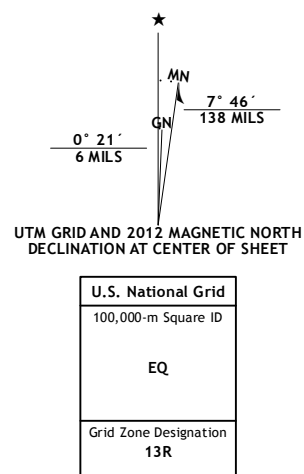 ★
MN
7° 46´
138 MILS
GN
0° 21´
6 MILS
UTM GRID AND 2012 MAGNETIC NORTH
DECLINATION AT CENTER OF SHEET
U.S. National Grid
100,000-m Square ID
EQ
Grid Zone Designation
13R